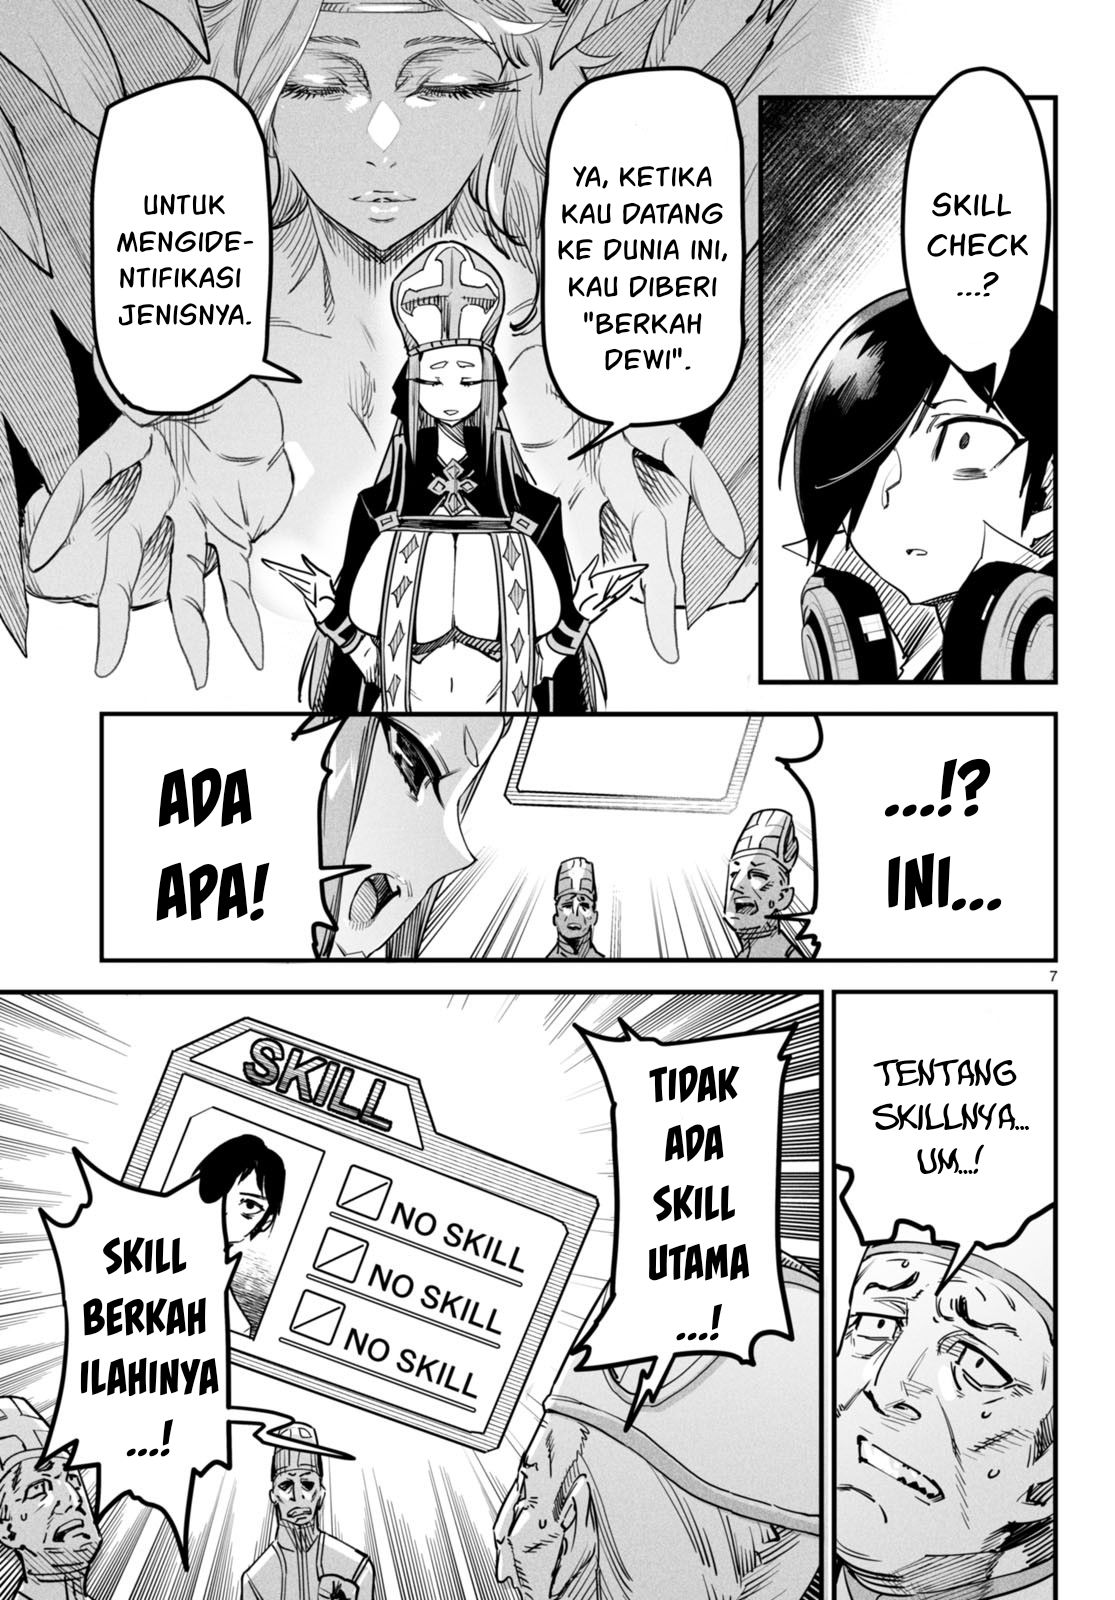 SKILL
CHECK
...?
YA, KETIKA
KAU DATANG
KE DUNIA INI,
KAU DIBERI
"BERKAH
DEWI".
UNTUK
MENGIDE-
NTIFIKASI
JENISNYA.
...!?
INI...
ADA
APA!
7
TENTANG
SKILLNYA...
UM...!
TIDAK
ADA
SKILL
UTAMA
...!
SKILL
NO SKILL
NO SKILL
NO SKILL
SKILL
BERKAH
ILAHINYA
...!